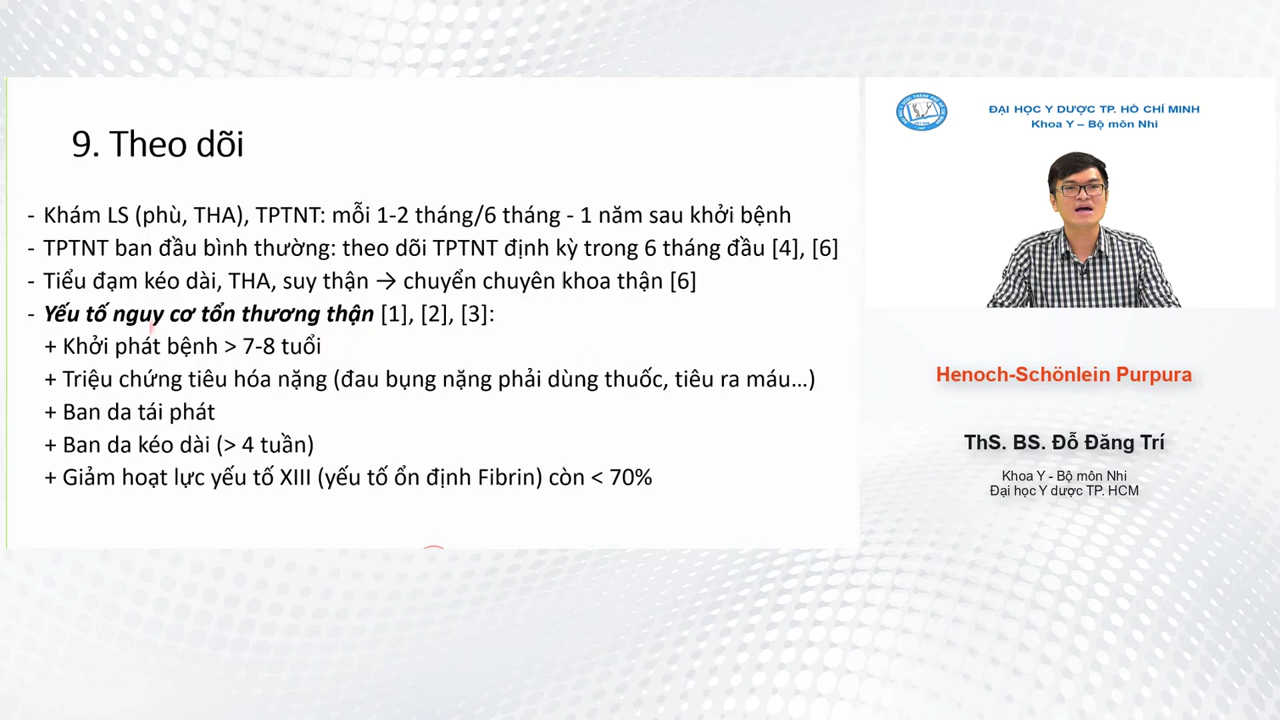 9. Theo dõi
- Khám LS (phù, THA), TPTNT: mỗi 1-2 tháng/6 tháng - 1 năm sau khởi bệnh
- TPTNT ban đầu bình thường: theo dõi TPTNT định kỳ trong 6 tháng đầu [4], [6]
- Tiểu đạm kéo dài, THA, suy thận → chuyển chuyên khoa thận [6]
- Yếu tố nguy cơ tổn thương thận [1], [2], [3]:
+ Khởi phát bệnh > 7-8 tuổi
+ Triệu chứng tiêu hóa nặng (đau bụng nặng phải dùng thuốc, tiêu ra máu...)
+ Ban da tái phát
+ Ban da kéo dài (> 4 tuần)
+ Giảm hoạt lực yếu tố XIII (yếu tố ổn định Fibrin) còn < 70%
ĐẠI HỌC Y DƯỢC TP. HỒ CHÍ MINH
Khoa Y – Bộ môn Nhi
Henoch-Schönlein Purpura
ThS. BS. Đỗ Đăng Trí
Khoa Y - Bộ môn Nhi
Đại học Y dược TP. HCM